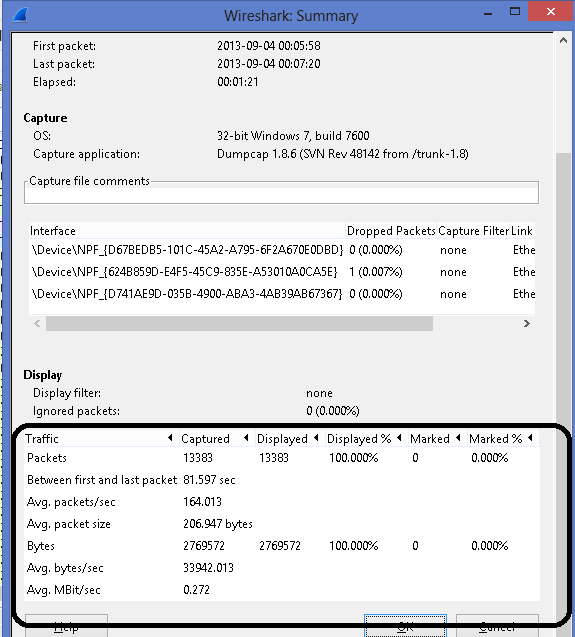 Wireshark: Summary
First packet: 2013-09-04 00:05:58
Last packet: 2013-09-04 00:07:20
Elapsed: 00:01:21
Capture
OS: 32-bit Windows 7, build 7600
Capture application: Dumpcap 1.8.6 (SVN Rev 48142 from /trunk-1.8)
Capture file comments
Interface Dropped Packets Capture Filter Link
\Device\NPF_{D67BEDB5-101C-45A2-A795-6F2A670E0DBD} 0 (0.000%) none Ethe
\Device\NPF_{624B859D-E4F5-45C9-835E-A53010A0CA5E} 1 (0.007%) none Ethe
\Device\NPF_{D741AE9D-035B-4900-ABA3-4AB39AB67367} 0 (0.000%) none Ethe
Display
Display filter: none
Ignored packets: 0 (0.000%)
Traffic Captured Displayed Displayed % Marked Marked %
Packets 13383 13383 100.000% 0 0.000%
Between first and last packet 81.597 sec
Avg. packets/sec 164.013
Avg. packet size 206.947 bytes
Bytes 2769572 2769572 100.000% 0 0.000%
Avg. bytes/sec 33942.013
Avg. MBit/sec 0.272
Help OK Cancel